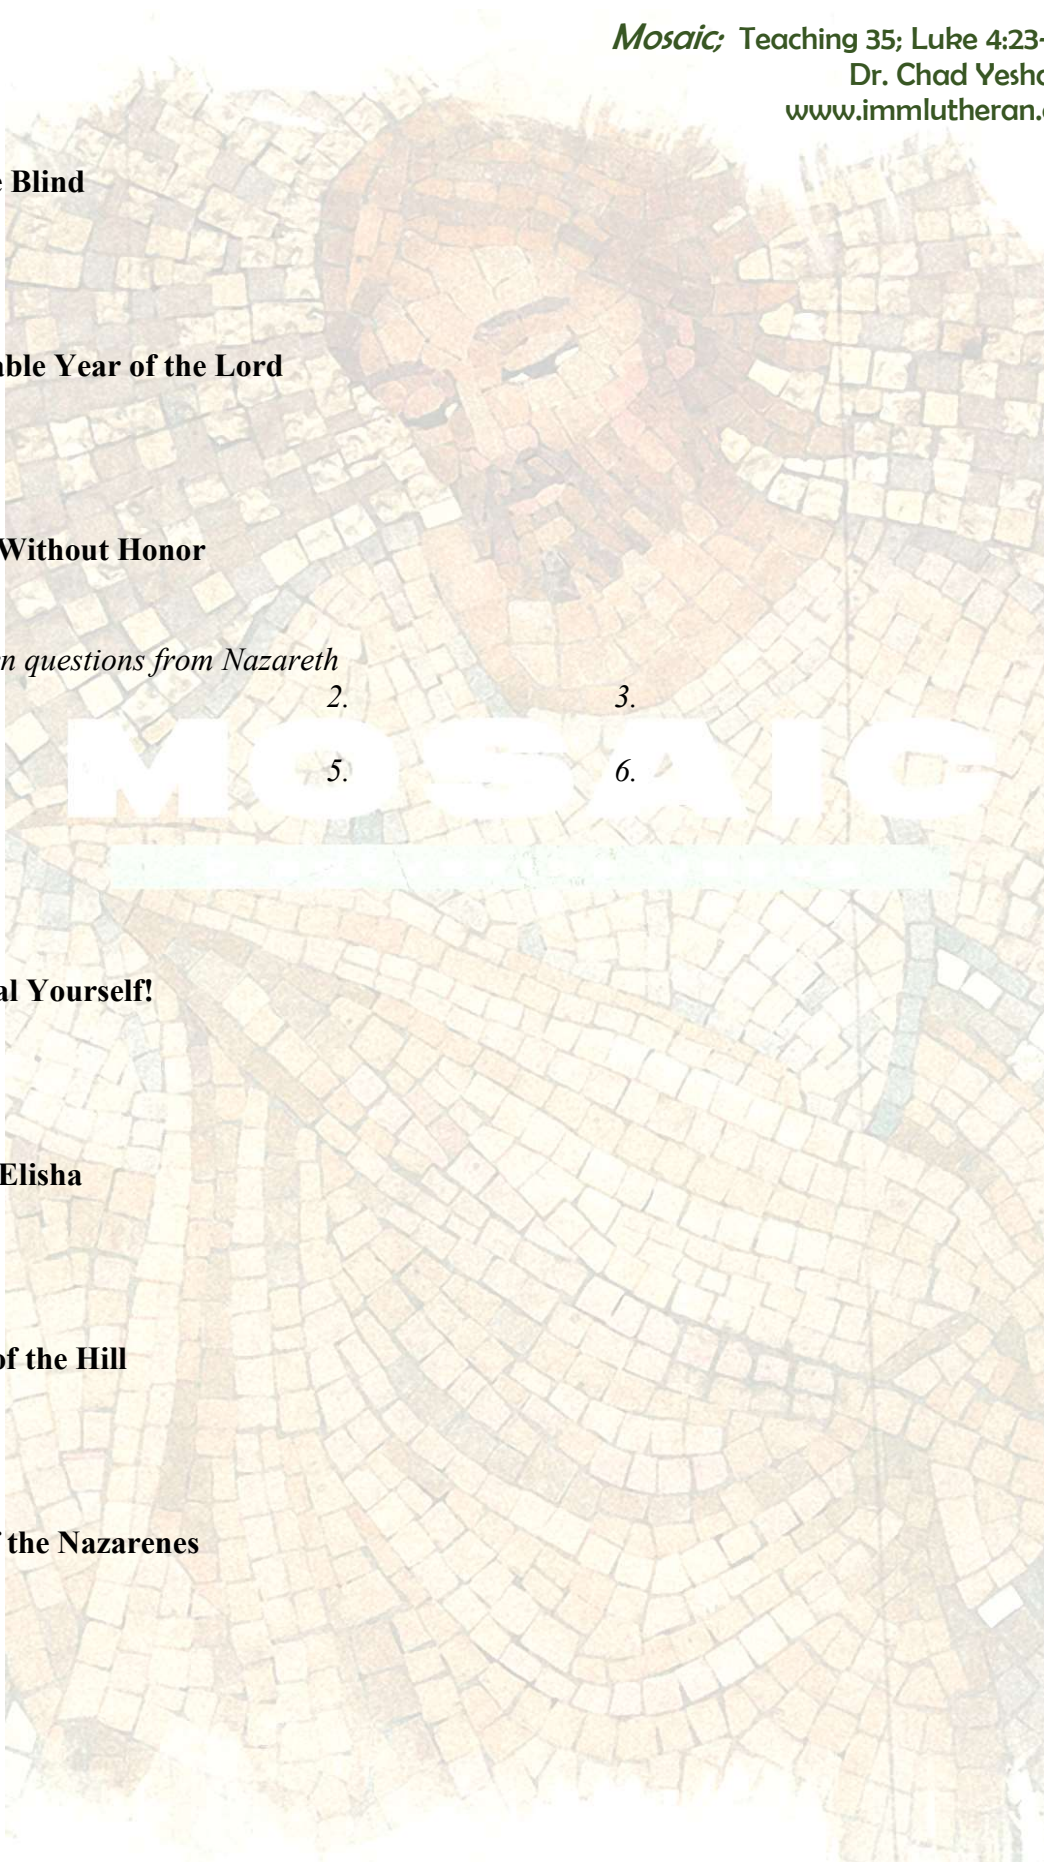 Mosaic; Teaching 35; Luke 4:23-
Dr. Chad Yesh
www.immlutheran.
Blind
able Year of the Lord
Without Honor
en questions from Nazareth
2. 3.
MOSAIC
5. 6.
al Yourself!
Elisha
of the Hill
the Nazarenes